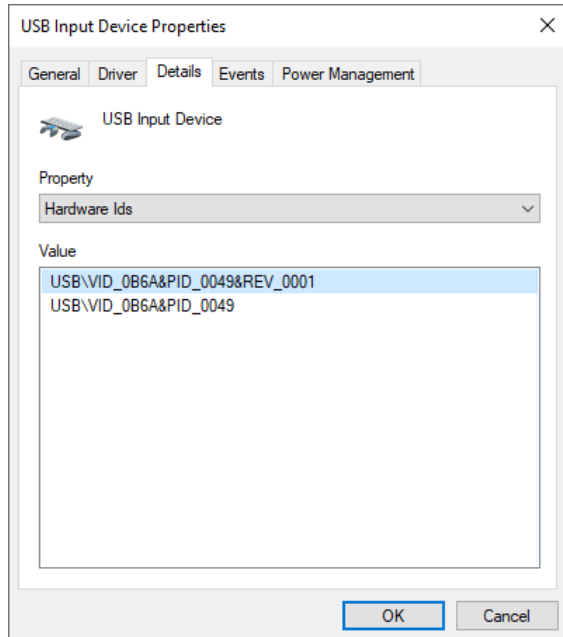 USB Input Device Properties
General Driver Details Events Power Management
USB Input Device
Property
Hardware Ids
Value
USB\VID_0B6A&PID_0049&REV_0001
USB\VID_0B6A&PID_0049
OK Cancel